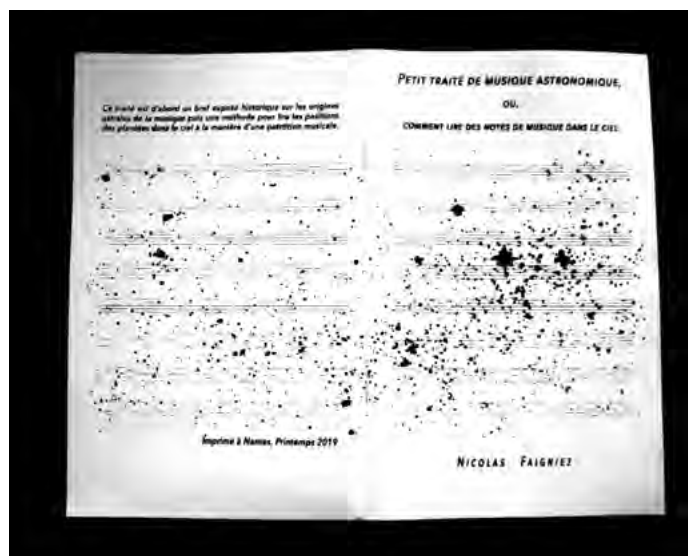 Ce traité est d'abord un bref exposé historique sur les origines
astrales de la musique puis une méthode pour lire les positions
des planètes dans le ciel à la manière d'une partition musicale.
Imprimé à Nantes, Printemps 2019
PETIT TRAITÉ DE MUSIQUE ASTRONOMIQUE,
OU,
COMMENT LIRE DES NOTES DE MUSIQUE DANS LE CIEL
NICOLAS FAIGNIEZ